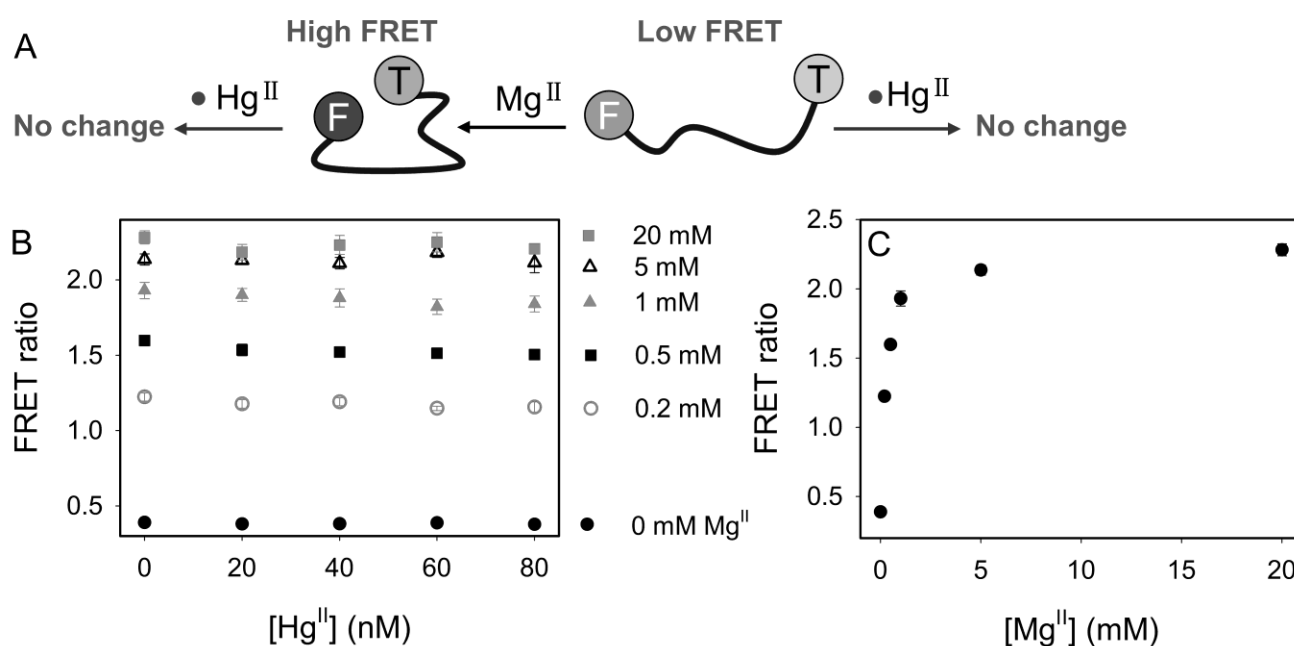 A
High FRET
Low FRET
Hg^II
F
T
Mg^II
F
T
Hg^II
No change
No change
B
20 mM
5 mM
1 mM
0.5 mM
0.2 mM
0 mM Mg^II
FRET ratio
2.0
1.5
1.0
0.5
0
20
40
60
80
[Hg^II] (nM)
C
FRET ratio
2.5
2.0
1.5
1.0
0.5
0
5
10
15
20
[Mg^II] (mM)